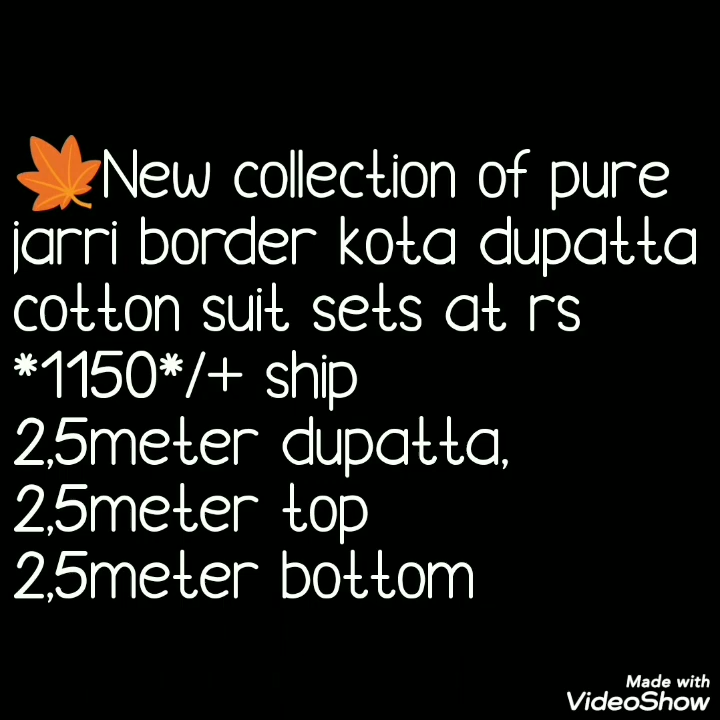 🍁New collection of pure
jarri border kota dupatta
cotton suit sets at rs
*1150*/+ ship
2,5meter dupatta,
2,5meter top
2,5meter bottom
Made with
VideoShow